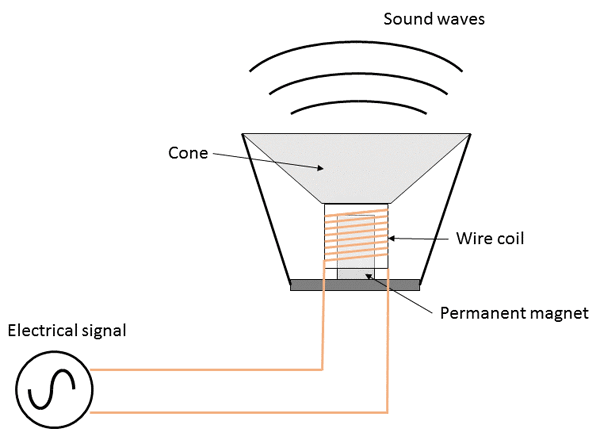 Sound waves
Cone
Wire coil
Permanent magnet
Electrical signal